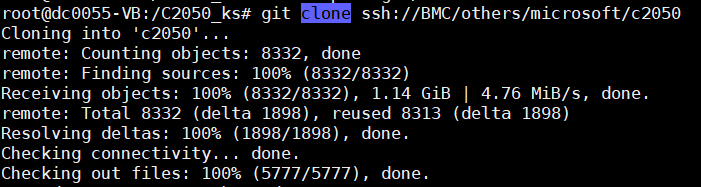 root@dc0055-VB:/C2050_ks# git clone ssh://BMC/others/microsoft/c2050
Cloning into 'c2050'...
remote: Counting objects: 8332, done
remote: Finding sources: 100% (8332/8332)
Receiving objects: 100% (8332/8332), 1.14 GiB | 4.76 MiB/s, done.
remote: Total 8332 (delta 1898), reused 8313 (delta 1898)
Resolving deltas: 100% (1898/1898), done.
Checking connectivity... done.
Checking out files: 100% (5777/5777), done.